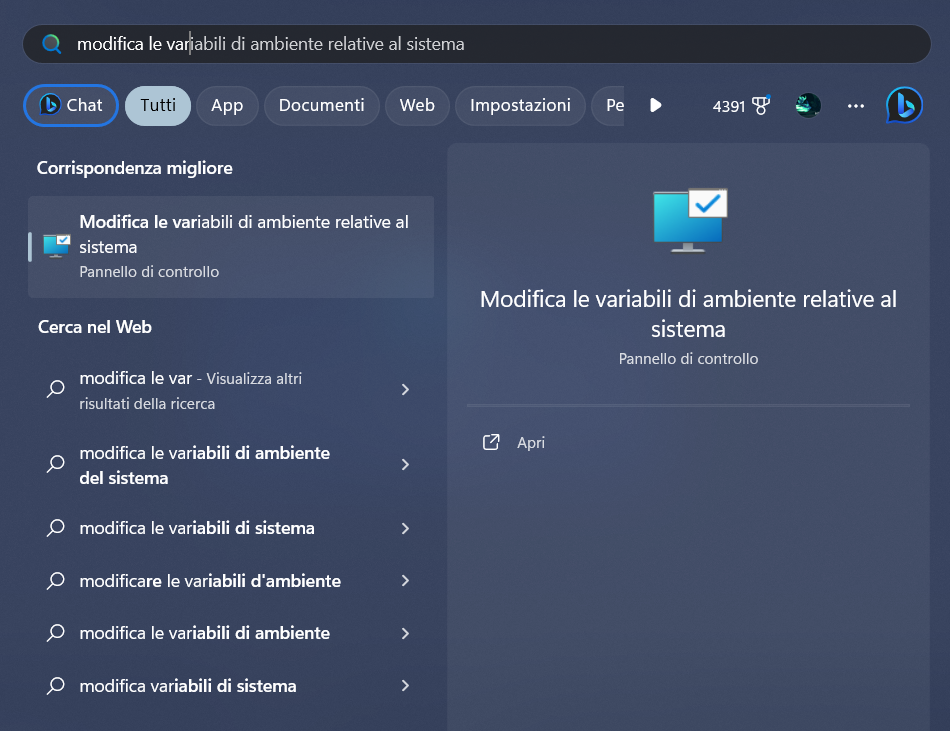 modifica le variabili di ambiente relative al sistema
Chat
Tutti
App
Documenti
Web
Impostazioni
Pe
4391
Corrispondenza migliore
Modifica le variabili di ambiente relative al
sistema
Pannello di controllo
Cerca nel Web
modifica le var - Visualizza altri
risultati della ricerca
modifica le variabili di ambiente
del sistema
modifica le variabili di sistema
modificare le variabili d'ambiente
modifica le variabili di ambiente
modifica variabili di sistema
Modifica le variabili di ambiente relative al
sistema
Pannello di controllo
Apri